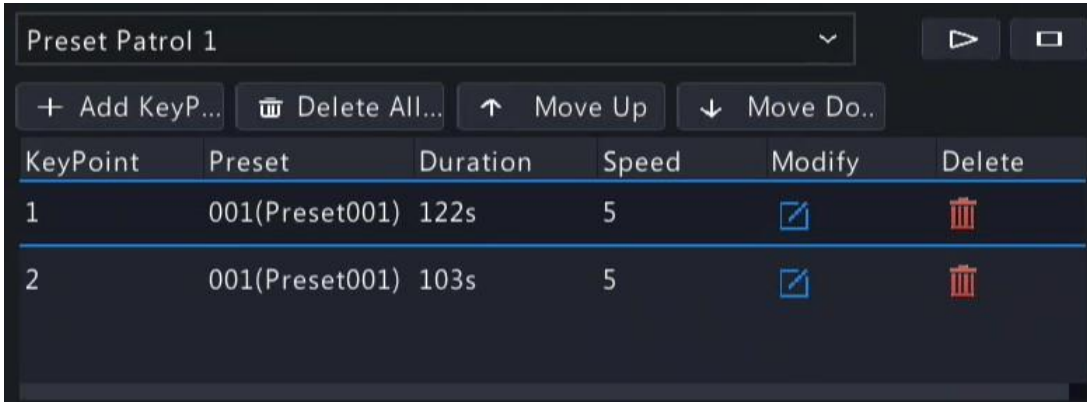 Preset Patrol 1
+ Add KeyP... Delete All... ↑ Move Up ↓ Move Do..
KeyPoint Preset Duration Speed Modify Delete
1 001(Preset001) 122s 5
2 001(Preset001) 103s 5